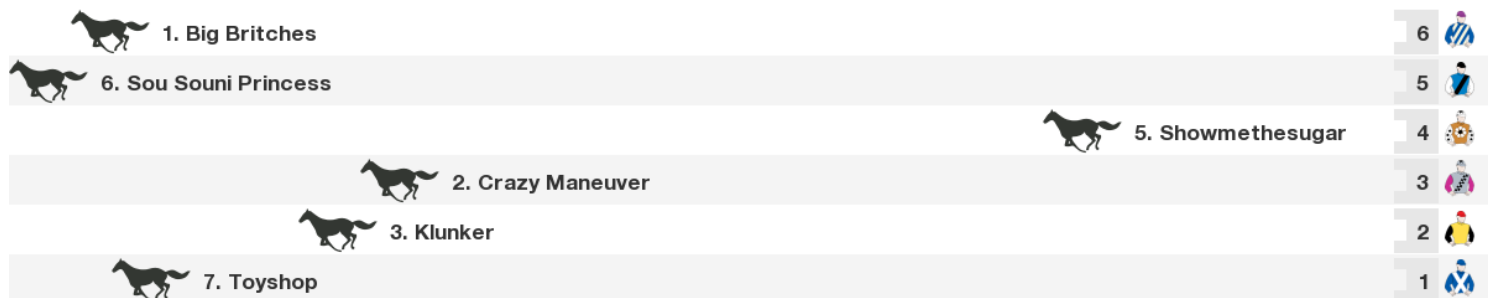 1. Big Britches 6
6. Sou Souni Princess 5
5. Showmethesugar 4
2. Crazy Maneuver 3
3. Klunker 2
7. Toyshop 1